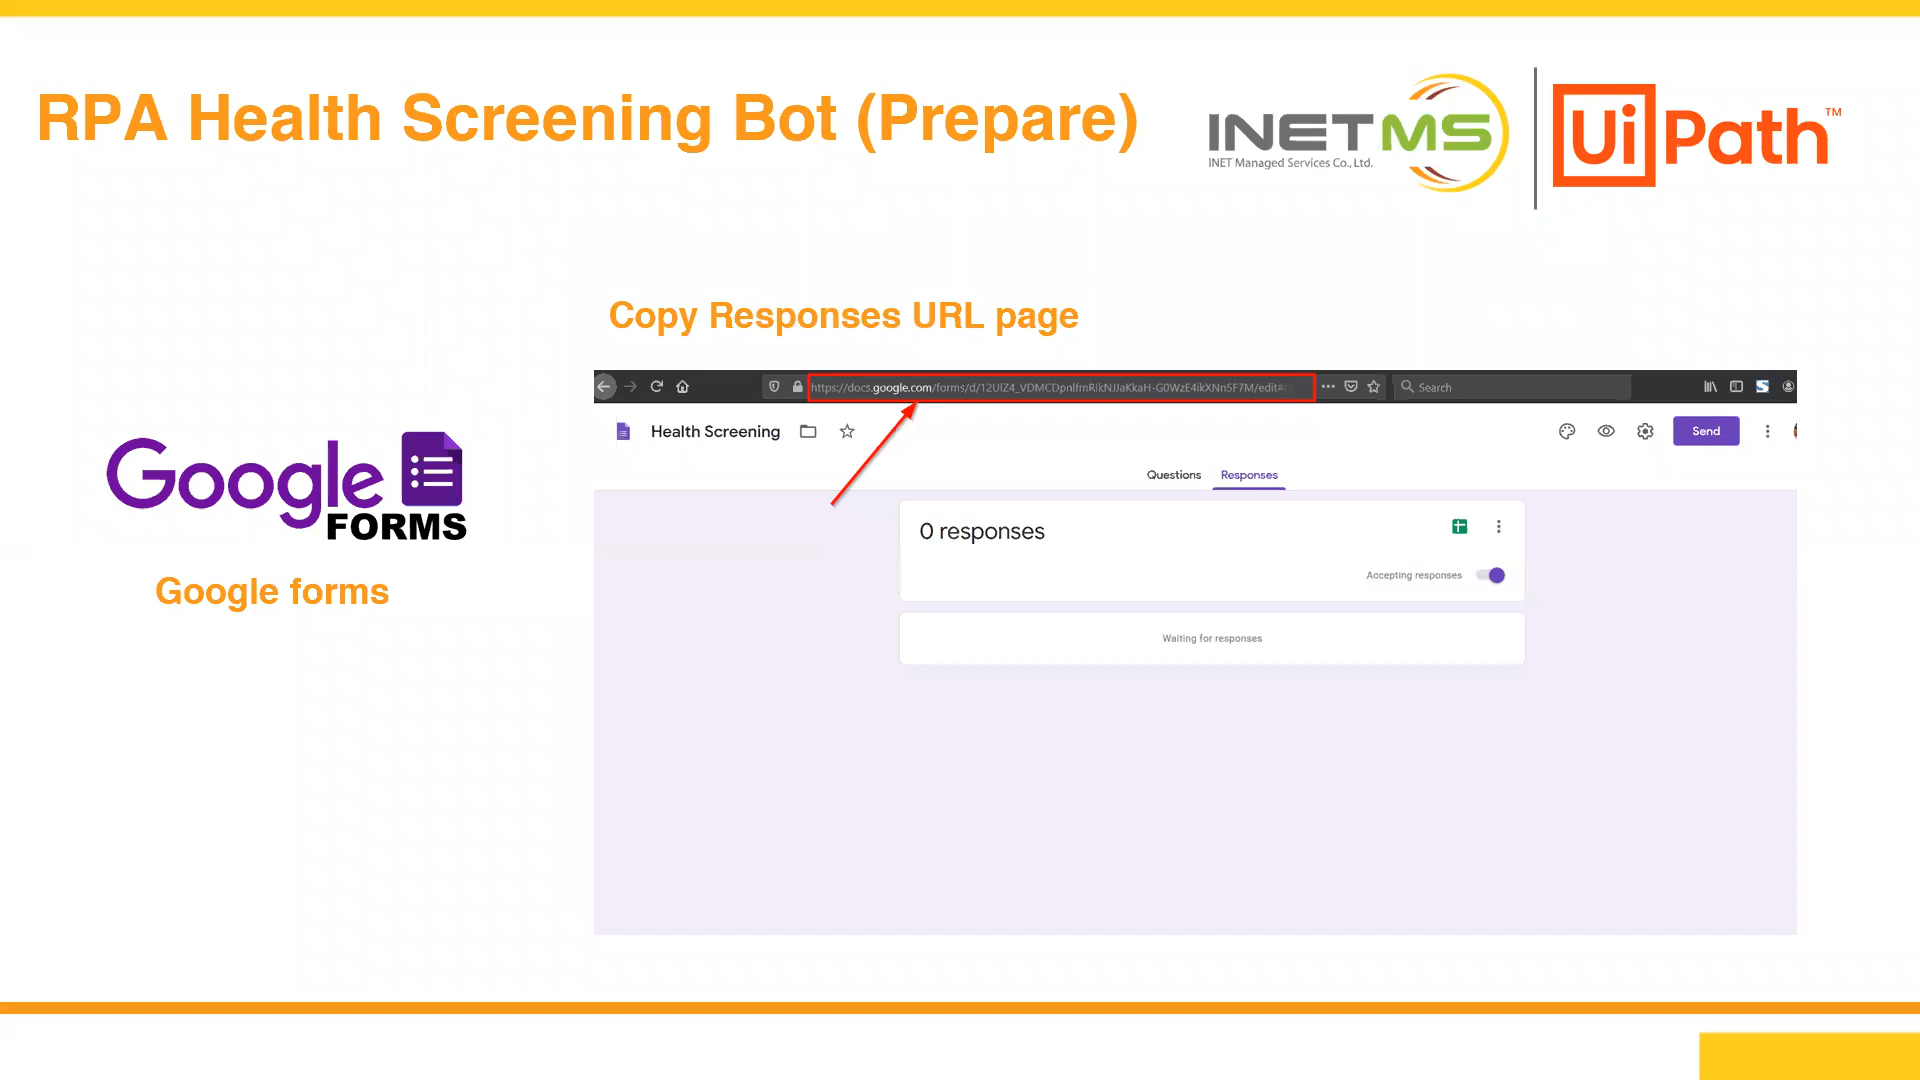 RPA Health Screening Bot (Prepare)
INETMS
INET Managed Services Co., Ltd.
UiPath™
Copy Responses URL page
Search
Health Screening
Send
Questions
Responses
0 responses
Accepting responses
Waiting for responses
Google
FORMS
Google forms